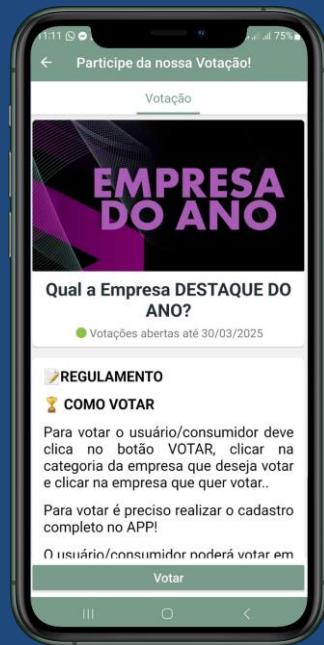 11:11
75%
Participe da nossa Votação!
Votação
EMPRESA
DO ANO
Qual a Empresa DESTAQUE DO
ANO?
Votações abertas até 30/03/2025
📝REGULAMENTO
🏆 COMO VOTAR
Para votar o usuário/consumidor deve
clica no botão VOTAR, clicar na
categoria da empresa que deseja votar
e clicar na empresa que quer votar..
Para votar é preciso realizar o cadastro
completo no APP!
O usuário/consumidor poderá votar em
Votar